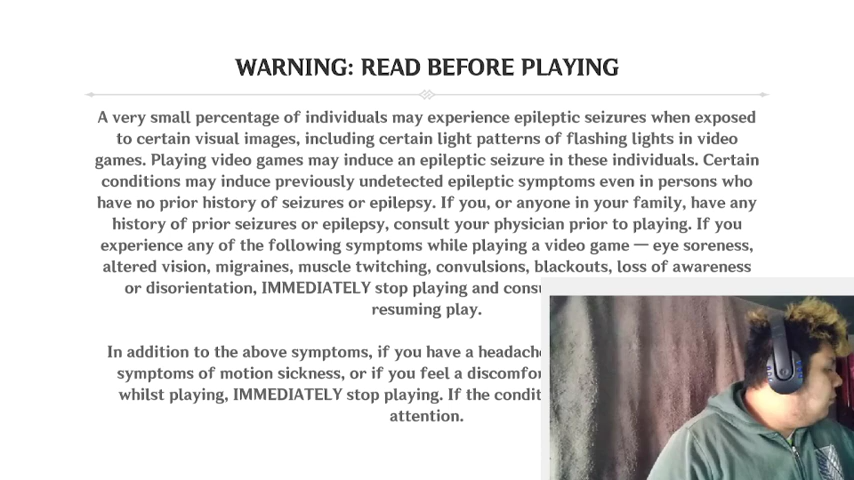 WARNING: READ BEFORE PLAYING
A very small percentage of individuals may experience epileptic seizures when exposed
to certain visual images, including certain light patterns of flashing lights in video
games. Playing video games may induce an epileptic seizure in these individuals. Certain
conditions may induce previously undetected epileptic symptoms even in persons who
have no prior history of seizures or epilepsy. If you, or anyone in your family, have any
history of prior seizures or epilepsy, consult your physician prior to playing. If you
experience any of the following symptoms while playing a video game — eye soreness,
altered vision, migraines, muscle twitching, convulsions, blackouts, loss of awareness
or disorientation, IMMEDIATELY stop playing and
resuming play.
In addition to the above symptoms, if you have a headache
symptoms of motion sickness, or if you feel a
whilst playing, IMMEDIATELY stop playing. If the
attention.